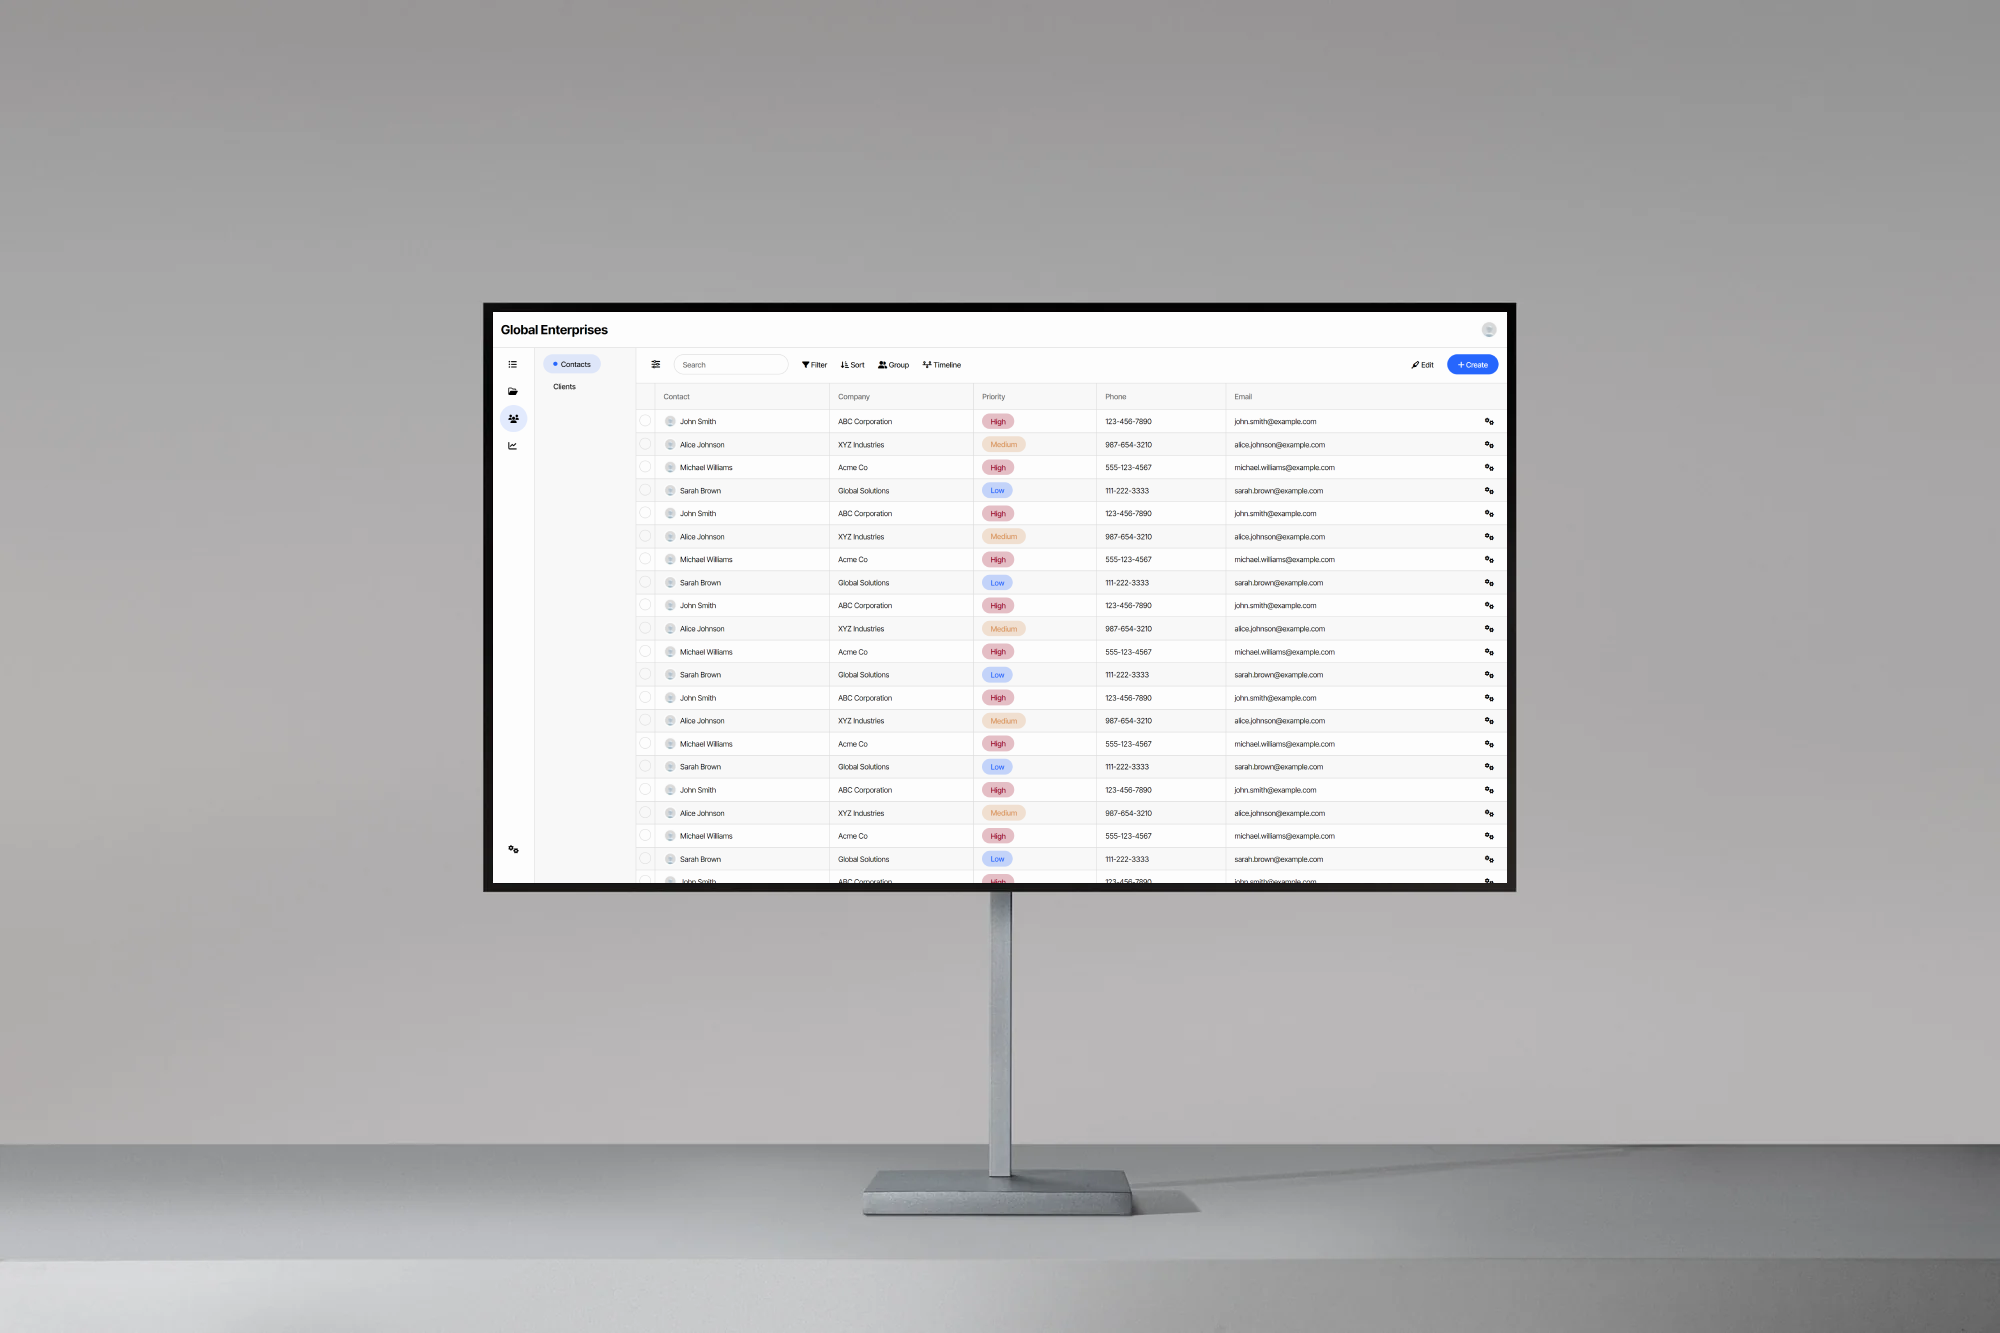 Global Enterprises
Contacts
Clients
Search Filter Sort Group Timeline Edit + Create
Contact Company Priority Phone Email
John Smith ABC Corporation High 123-456-7890 john.smith@example.com
Alice Johnson XYZ Industries Medium 987-654-3210 alice.johnson@example.com
Michael Williams Acme Co High 555-123-4567 michael.williams@example.com
Sarah Brown Global Solutions Low 111-222-3333 sarah.brown@example.com
John Smith ABC Corporation High 123-456-7890 john.smith@example.com
Alice Johnson XYZ Industries Medium 987-654-3210 alice.johnson@example.com
Michael Williams Acme Co High 555-123-4567 michael.williams@example.com
Sarah Brown Global Solutions Low 111-222-3333 sarah.brown@example.com
John Smith ABC Corporation High 123-456-7890 john.smith@example.com
Alice Johnson XYZ Industries Medium 987-654-3210 alice.johnson@example.com
Michael Williams Acme Co High 555-123-4567 michael.williams@example.com
Sarah Brown Global Solutions Low 111-222-3333 sarah.brown@example.com
John Smith ABC Corporation High 123-456-7890 john.smith@example.com
Alice Johnson XYZ Industries Medium 987-654-3210 alice.johnson@example.com
Michael Williams Acme Co High 555-123-4567 michael.williams@example.com
Sarah Brown Global Solutions Low 111-222-3333 sarah.brown@example.com
John Smith ABC Corporation High 123-456-7890 john.smith@example.com
Alice Johnson XYZ Industries Medium 987-654-3210 alice.johnson@example.com
Michael Williams Acme Co High 555-123-4567 michael.williams@example.com
Sarah Brown Global Solutions Low 111-222-3333 sarah.brown@example.com
John Smith ABC Corporation High 123-456-7890 john.smith@example.com